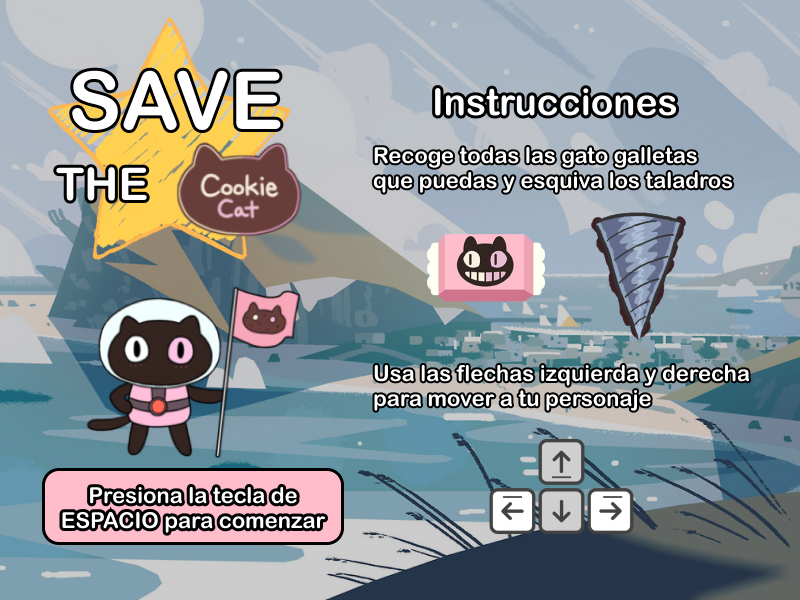 SAVE
THE
Cookie
Cat
Presiona la tecla de
ESPACIO para comenzar
Instrucciones
Recoge todas las gato galletas
que puedas y esquiva los taladros
Usa las flechas izquierda y derecha
para mover a tu personaje